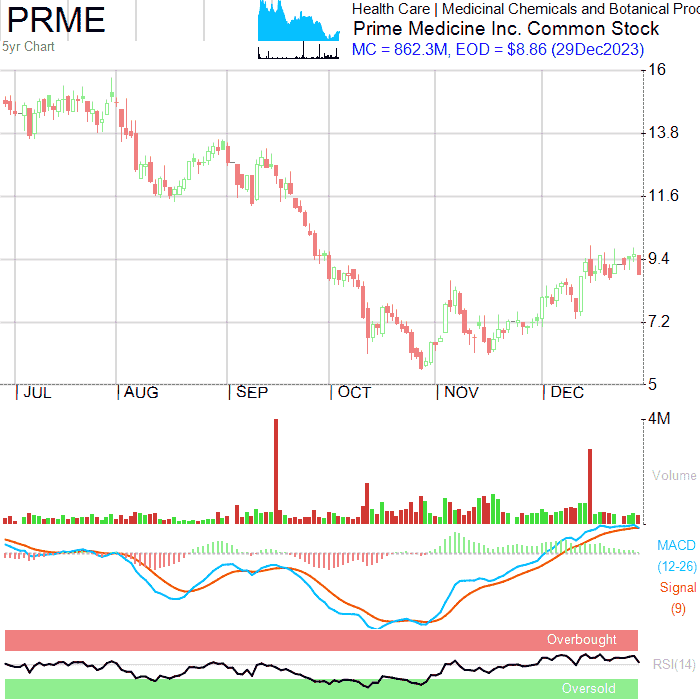 PRME
5yr Chart
Health Care | Medicinal Chemicals and Botanical Proc
Prime Medicine Inc. Common Stock
MC = 862.3M, EOD = $8.86 (29Dec2023)
16
13.8
11.6
9.4
7.2
5
JUL AUG SEP OCT NOV DEC
4M
Volume
MACD
(12-26)
Signal
(9)
Overbought
RSI(14)
Oversold